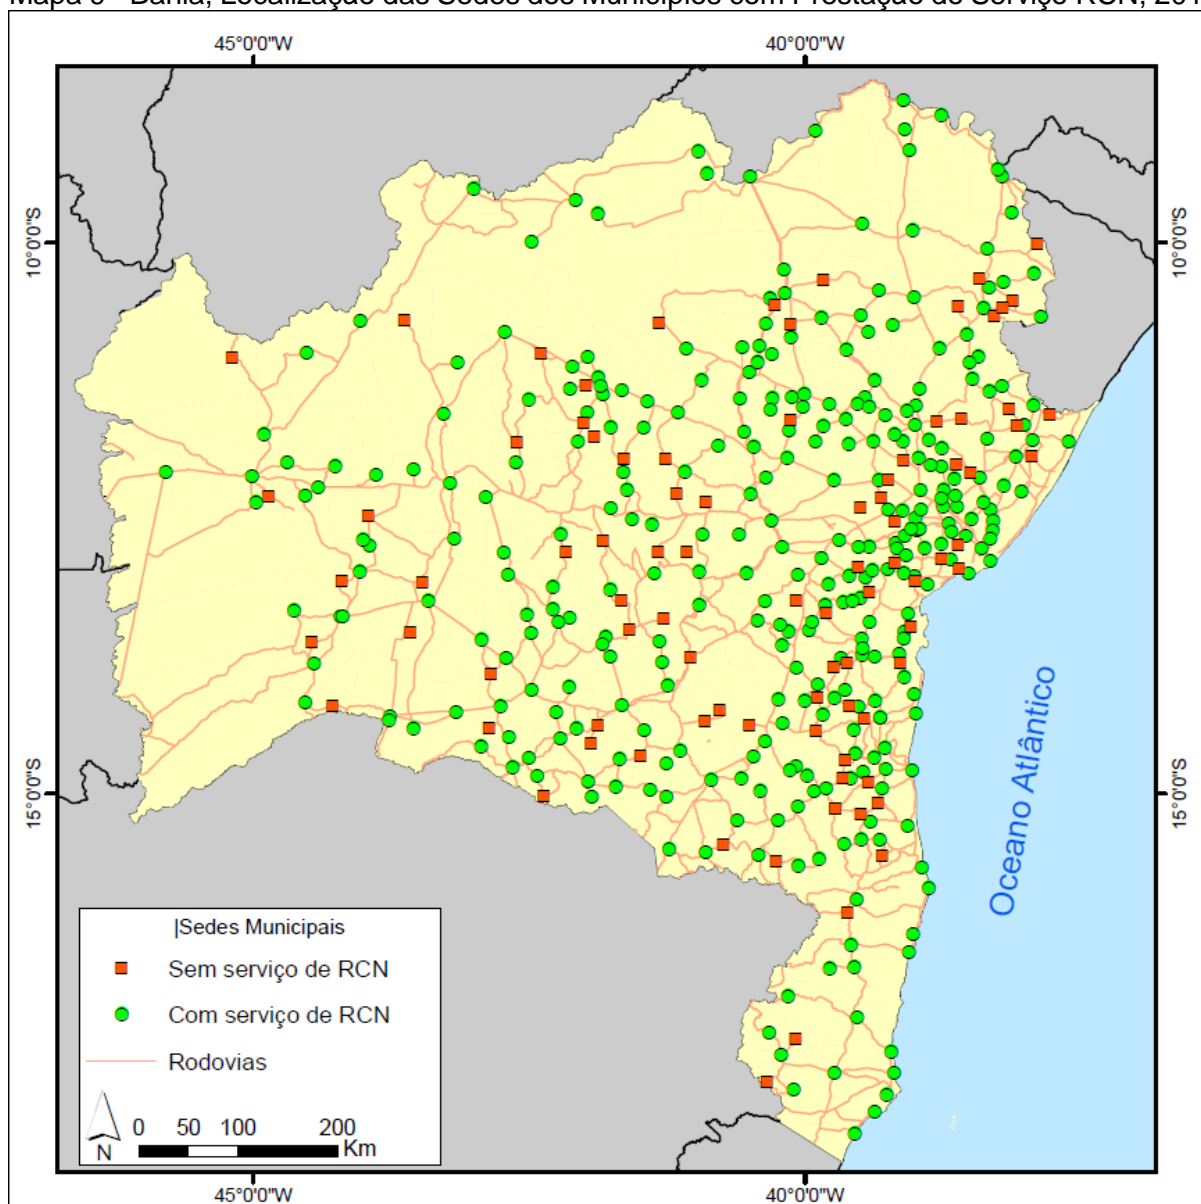 45°0'0"W 40°0'0"W
10°0'0"S 10°0'0"S
15°0'0"S 15°0'0"S
Oceano Atlântico
|Sedes Municipais
Sem serviço de RCN
Com serviço de RCN
Rodovias
N
0 50 100 200
Km
45°0'0"W 40°0'0"W